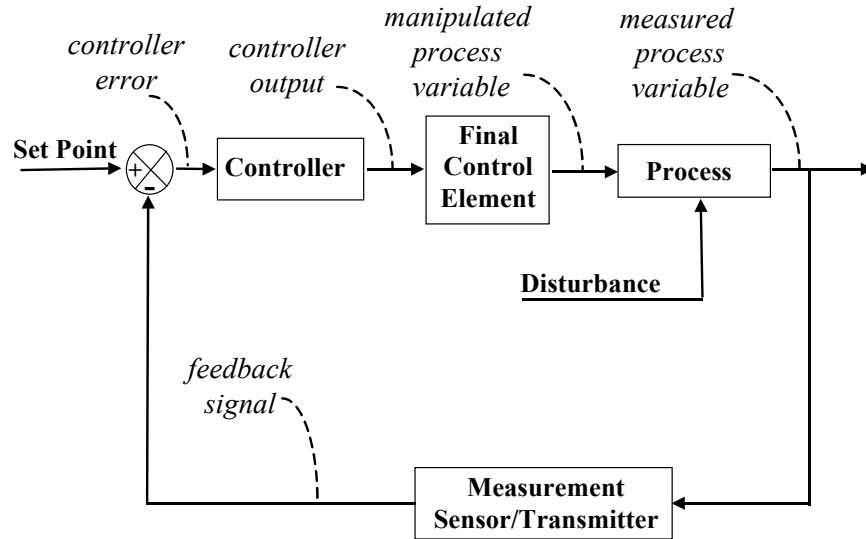 controller
error
controller
output
manipulated
process
variable
measured
process
variable
Set Point
+
-
Controller
Final
Control
Element
Process
Disturbance
feedback
signal
Measurement
Sensor/Transmitter